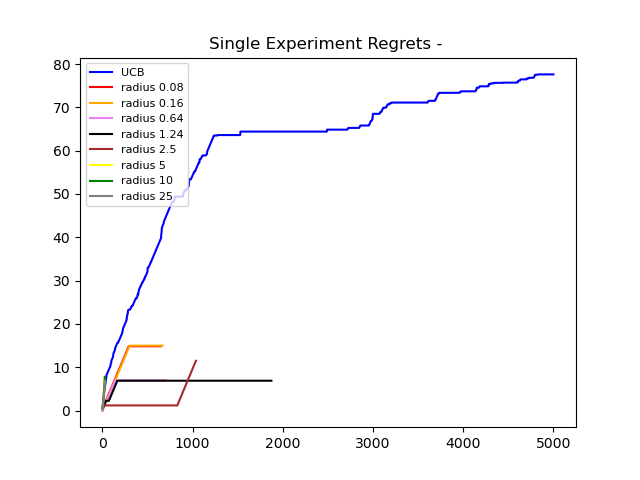 Single Experiment Regrets -
80
70
60
50
40
30
20
10
0
UCB
radius 0.08
radius 0.16
radius 0.64
radius 1.24
radius 2.5
radius 5
radius 10
radius 25
0 1000 2000 3000 4000 5000